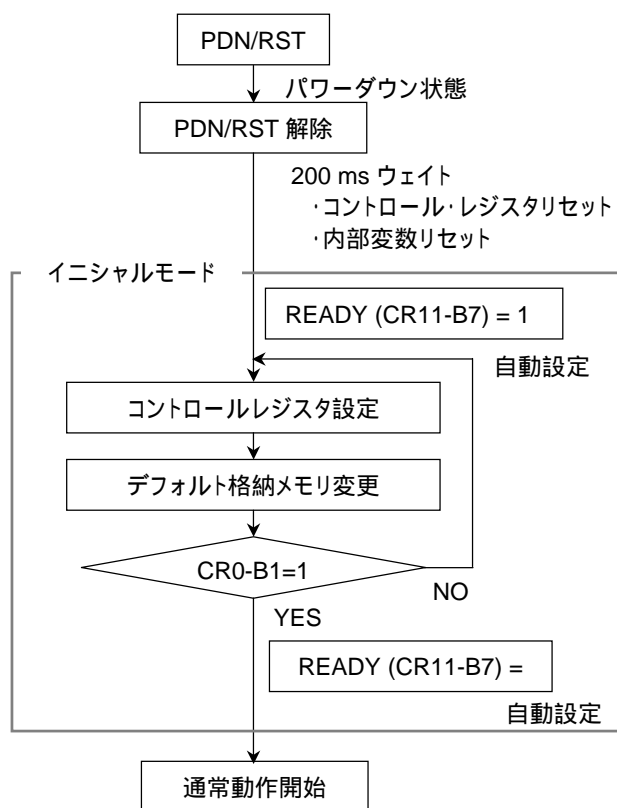 PDN/RST
パワーダウン状態
PDN/RST 解除
200 ms ウェイト
・コントロール・レジスタリセット
・内部変数リセット
イニシャルモード
READY (CR11-B7) = 1
自動設定
コントロールレジスタ設定
デフォルト格納メモリ変更
CR0-B1=1
NO
YES
READY (CR11-B7) =
自動設定
通常動作開始